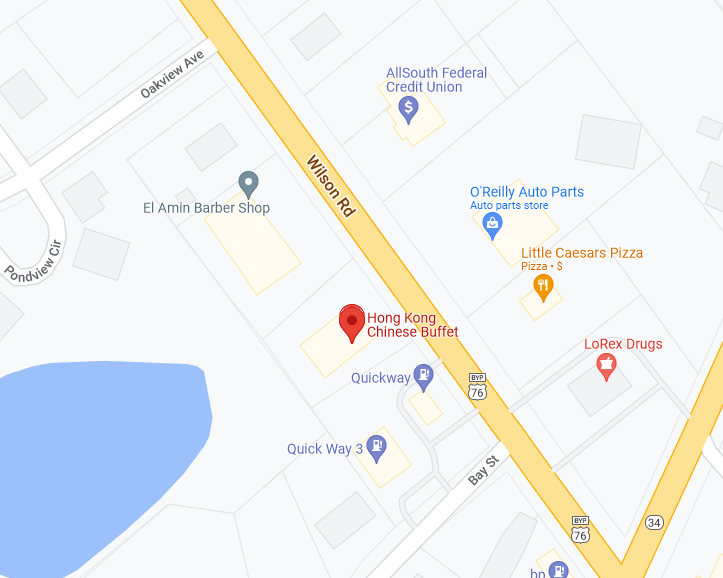 Oakview Ave
AllSouth Federal
Credit Union
Wilson Rd
El Amin Barber Shop
O'Reilly Auto Parts
Auto parts store
Pondview Cir
Little Caesars Pizza
Pizza • $
Hong Kong
Chinese Buffet
LoRex Drugs
Quickway
BYP
76
Quick Way 3
Bay St
BYP
76
34
bp